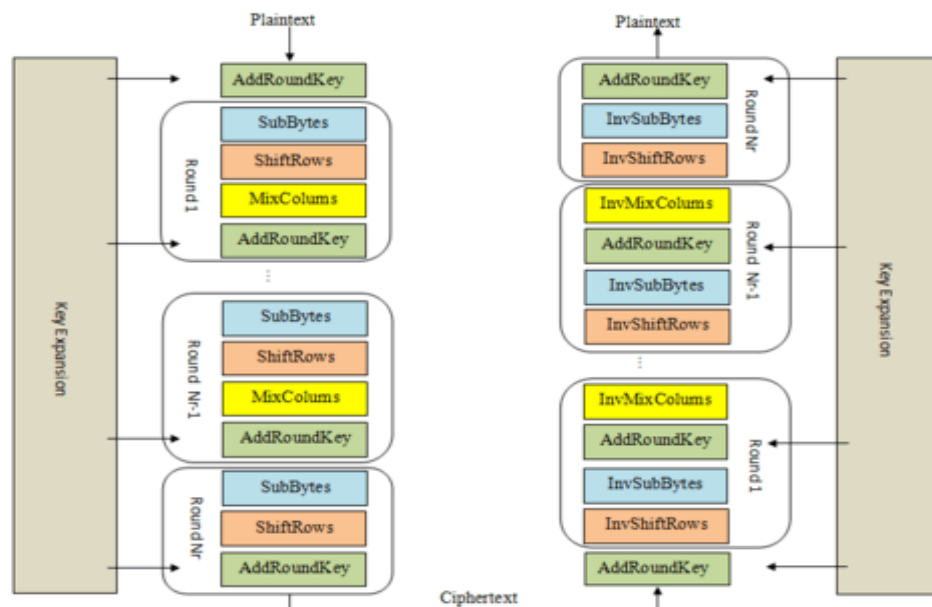 Plaintext
Key Expansion
AddRoundKey
Round 1
SubBytes
ShiftRows
MixColums
AddRoundKey
...
Round Nr-1
SubBytes
ShiftRows
MixColums
AddRoundKey
Round Nr
SubBytes
ShiftRows
AddRoundKey
Ciphertext
Plaintext
AddRoundKey
InvSubBytes
InvShiftRows
Round Nr
InvMixColums
AddRoundKey
InvSubBytes
InvShiftRows
Round Nr-1
...
InvMixColums
AddRoundKey
InvSubBytes
InvShiftRows
Round 1
AddRoundKey
Key Expansion